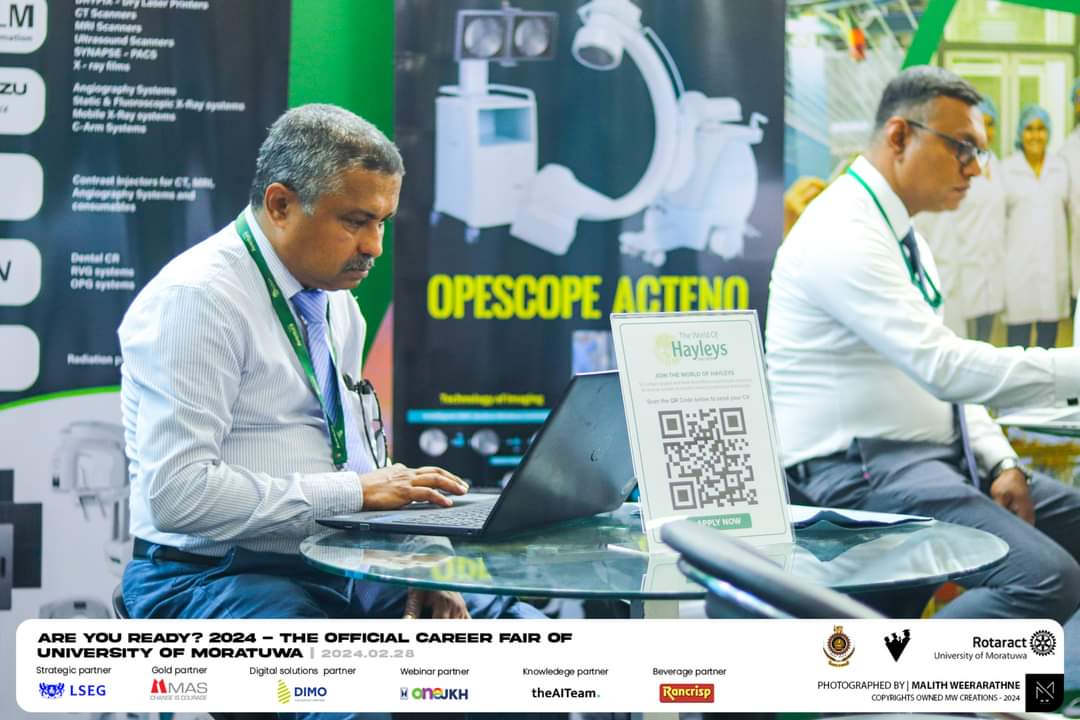 LM
DRYPIX - Dry Laser Printers
CT Scanners
MRI Scanners
Ultrasound Scanners
SYNAPSE - PACS
X - ray films
ZU
Angiography Systems
Static & Fluoroscopic X-Ray systems
Mobile X-Ray systems
C-Arm Systems
Contrast Injectors for CT, MRI,
Angiography Systems and
consumables
Dental CR
RVG systems
OPG systems
Radiation
OPESCOPE ACTENO
Technology of Imaging
The World Of
Hayleys
JOIN THE WORLD OF HAYLEYS
Scan the QR Code below to send your CV
APPLY NOW
ARE YOU READY? 2024 – THE OFFICIAL CAREER FAIR OF
UNIVERSITY OF MORATUWA | 2024.02.28
Strategic partner
LSEG
Gold partner
MAS
CHANGE IS COURAGE
Digital solutions partner
DIMO
Webinar partner
oneUKH
Knowledege partner
theAITeam.
Beverage partner
Rancrisp
Rotaract
University of Moratuwa
PHOTOGRAPHED BY | MALITH WEERARATHNE
COPYRIGHTS OWNED MW CREATIONS - 2024